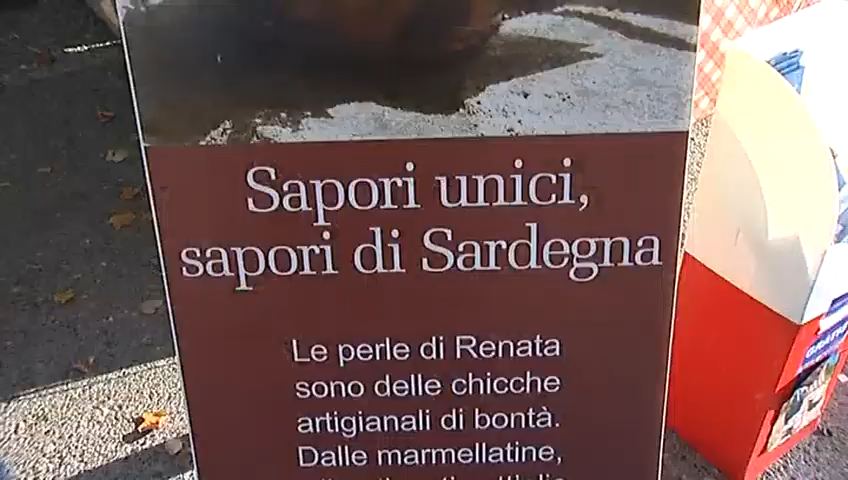 Sapori unici,
sapori di Sardegna
Le perle di Renata
sono delle chicche
artigianali di bontà.
Dalle marmellatine,